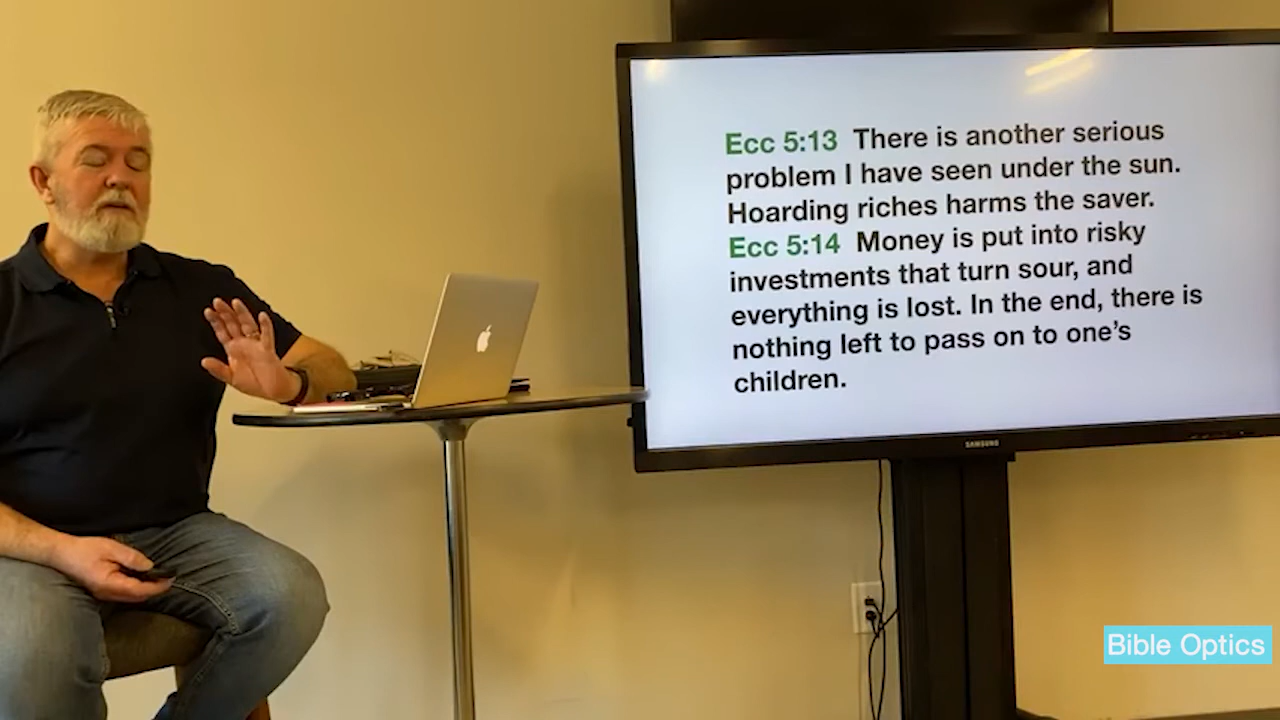 Ecc 5:13 There is another serious
problem I have seen under the sun.
Hoarding riches harms the saver.
Ecc 5:14 Money is put into risky
investments that turn sour, and
everything is lost. In the end, there is
nothing left to pass on to one's
children.
SAMSUNG
Bible Optics